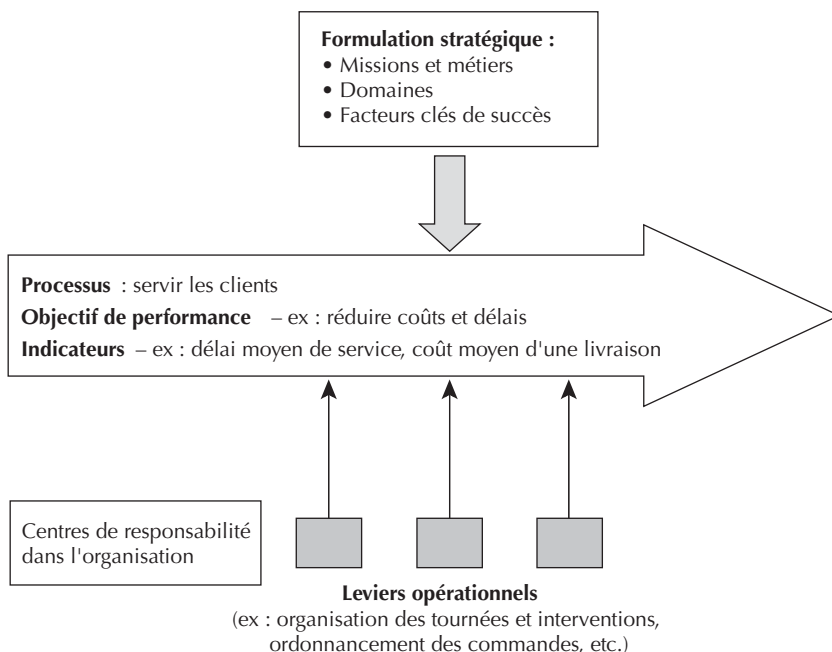 Formulation stratégique :
• Missions et métiers
• Domaines
• Facteurs clés de succès
Processus : servir les clients
Objectif de performance – ex : réduire coûts et délais
Indicateurs – ex : délai moyen de service, coût moyen d'une livraison
Centres de responsabilité
dans l'organisation
Leviers opérationnels
(ex : organisation des tournées et interventions,
ordonnancement des commandes, etc.)